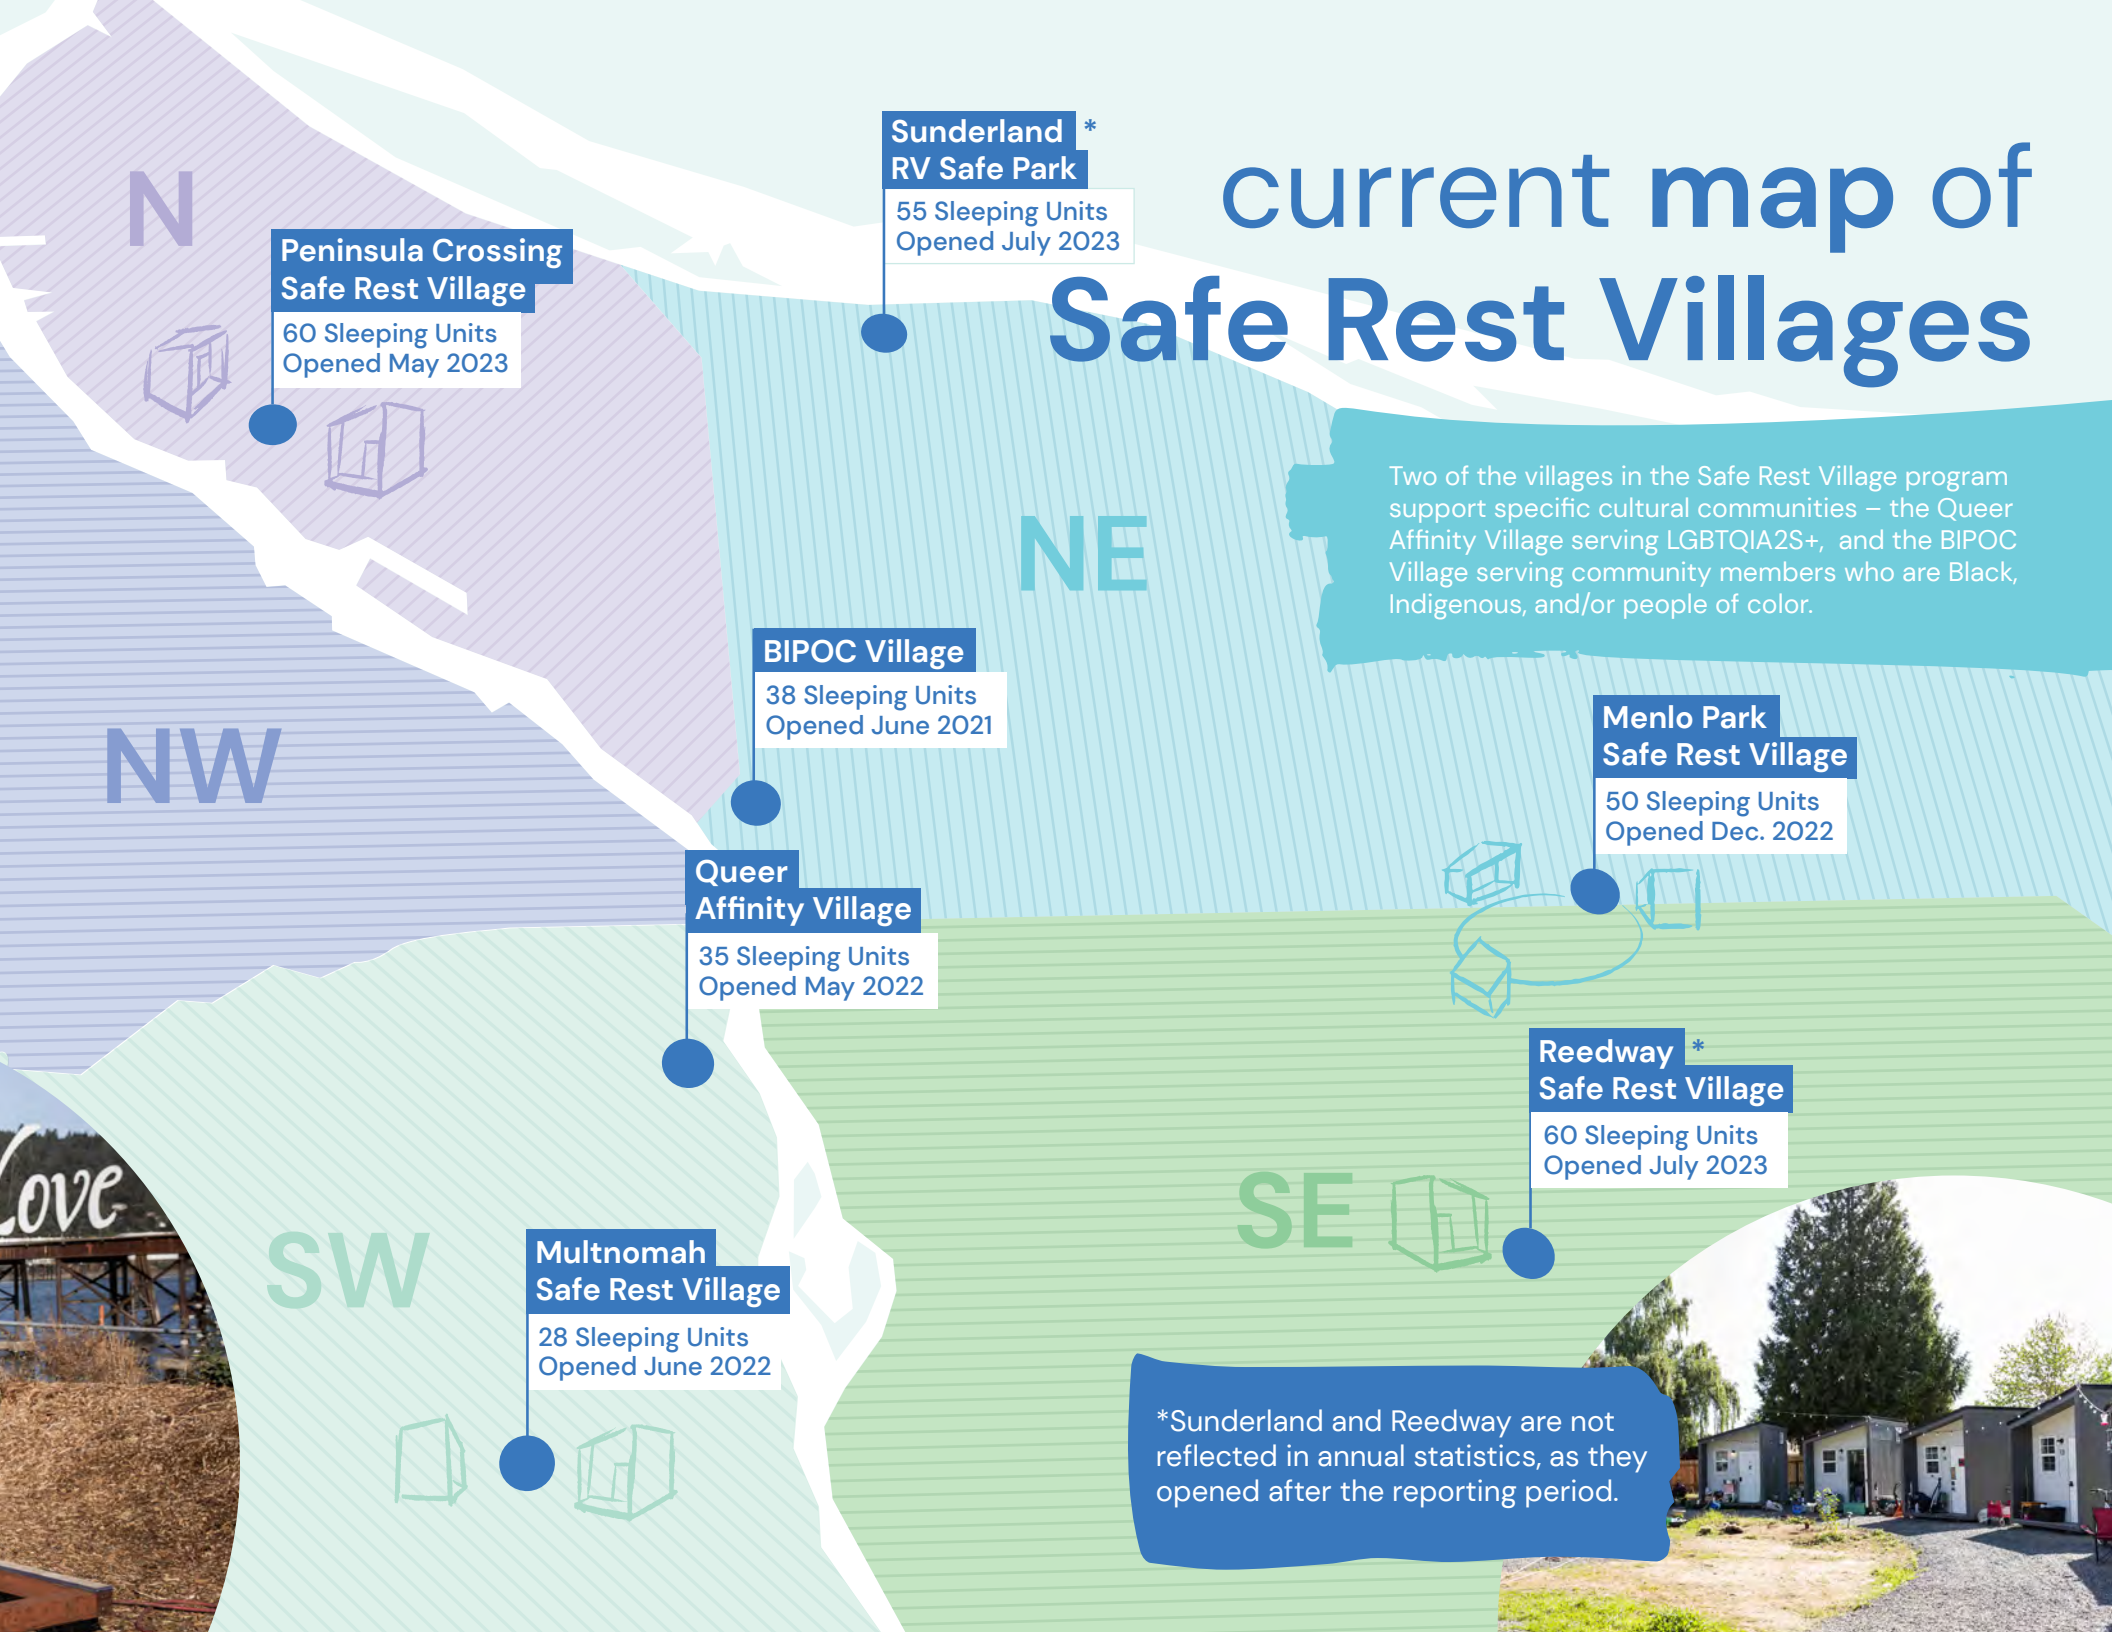 current map of
Safe Rest Villages
N
Peninsula Crossing
Safe Rest Village
60 Sleeping Units
Opened May 2023
Sunderland *
RV Safe Park
55 Sleeping Units
Opened July 2023
Two of the villages in the Safe Rest Village program
support specific cultural communities – the Queer
Affinity Village serving LGBTQIA2S+, and the BIPOC
Village serving community members who are Black,
Indigenous, and/or people of color.
NE
BIPOC Village
38 Sleeping Units
Opened June 2021
Menlo Park
Safe Rest Village
50 Sleeping Units
Opened Dec. 2022
NW
Queer
Affinity Village
35 Sleeping Units
Opened May 2022
Reedway *
Safe Rest Village
60 Sleeping Units
Opened July 2023
SE
Love
SW
Multnomah
Safe Rest Village
28 Sleeping Units
Opened June 2022
*Sunderland and Reedway are not
reflected in annual statistics, as they
opened after the reporting period.